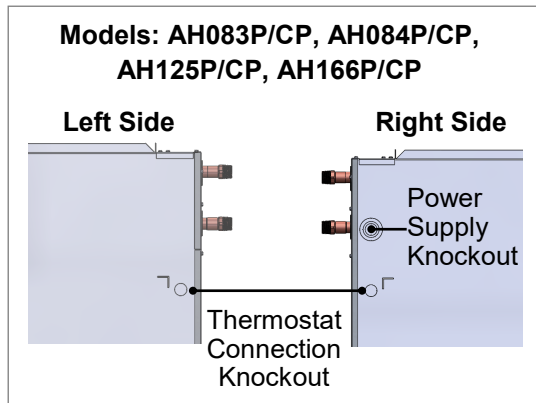 Models: AH083P/CP, AH084P/CP,
AH125P/CP, AH166P/CP
Left Side
Right Side
Power
Supply
Knockout
Thermostat
Connection
Knockout